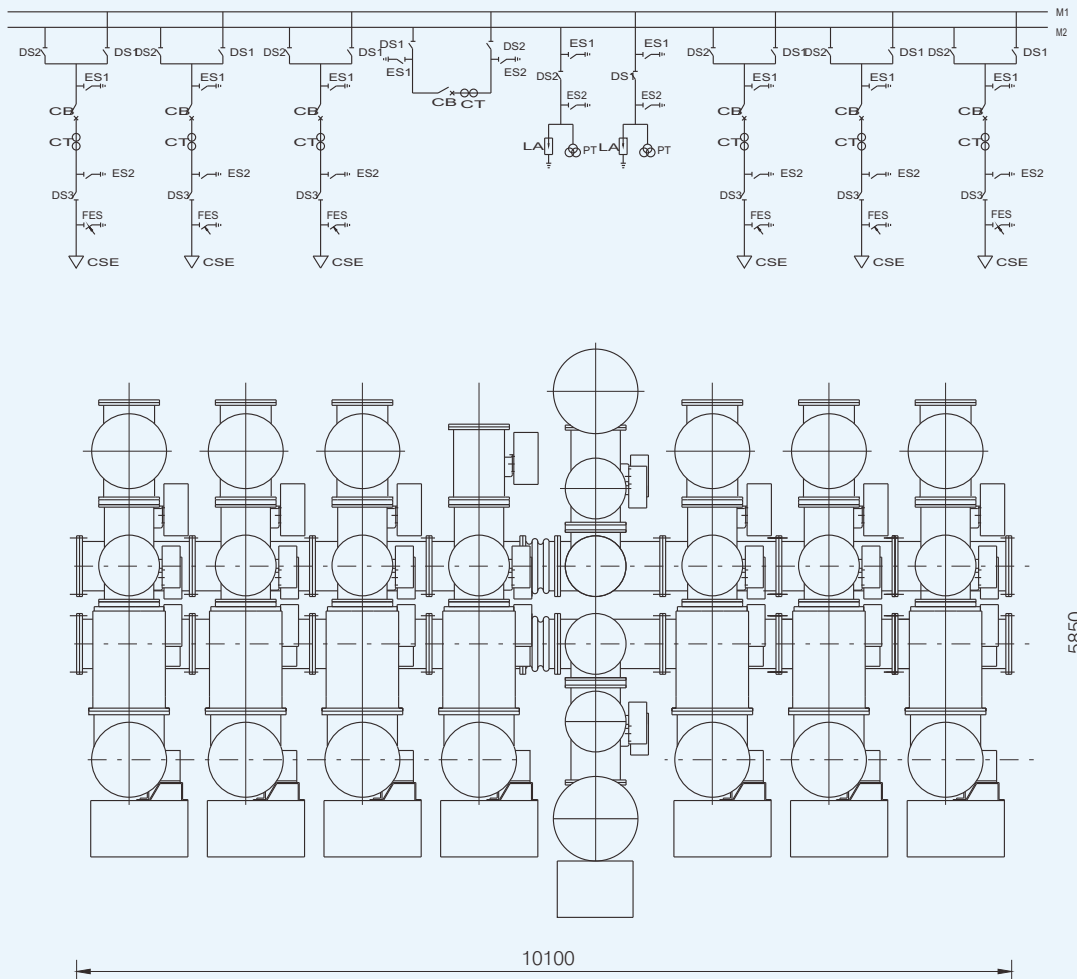 M1
M2
DS2 DS1 DS2 DS1 DS2 DS1 DS1 DS2 ES1 ES1 DS2 DS1 DS2 DS1 DS2 DS1
ES1 ES2 DS2 DS1
ES1 ES1 ES1 ES1 ES1 ES1
ES2 ES2
CB CT
CB CB CB CB CB CB
CT CT CT LA PT LA PT CT CT CT
ES2 ES2 ES2 ES2 ES2 ES2
DS3 DS3 DS3 DS3 DS3 DS3
FES FES FES FES FES FES
CSE CSE CSE CSE CSE CSE
5850
10100